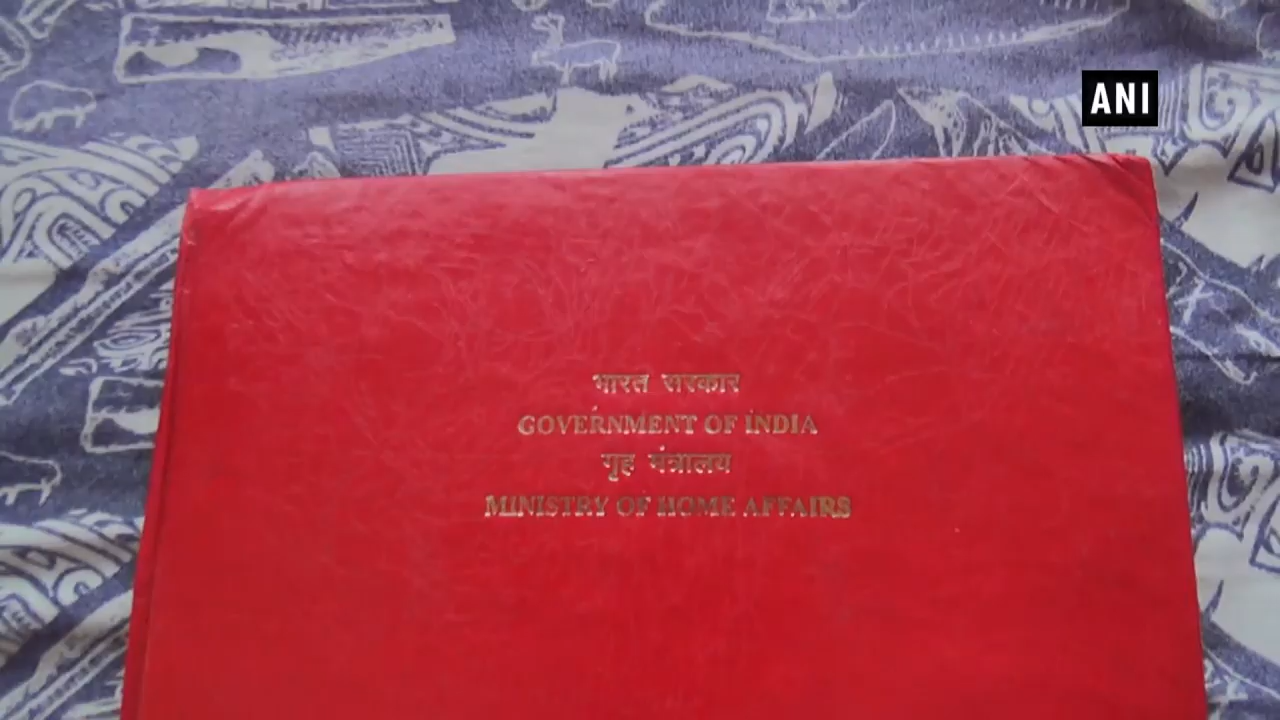 ANI
भारत सरकार
GOVERNMENT OF INDIA
गृह मंत्रालय
MINISTRY OF HOME AFFAIRS